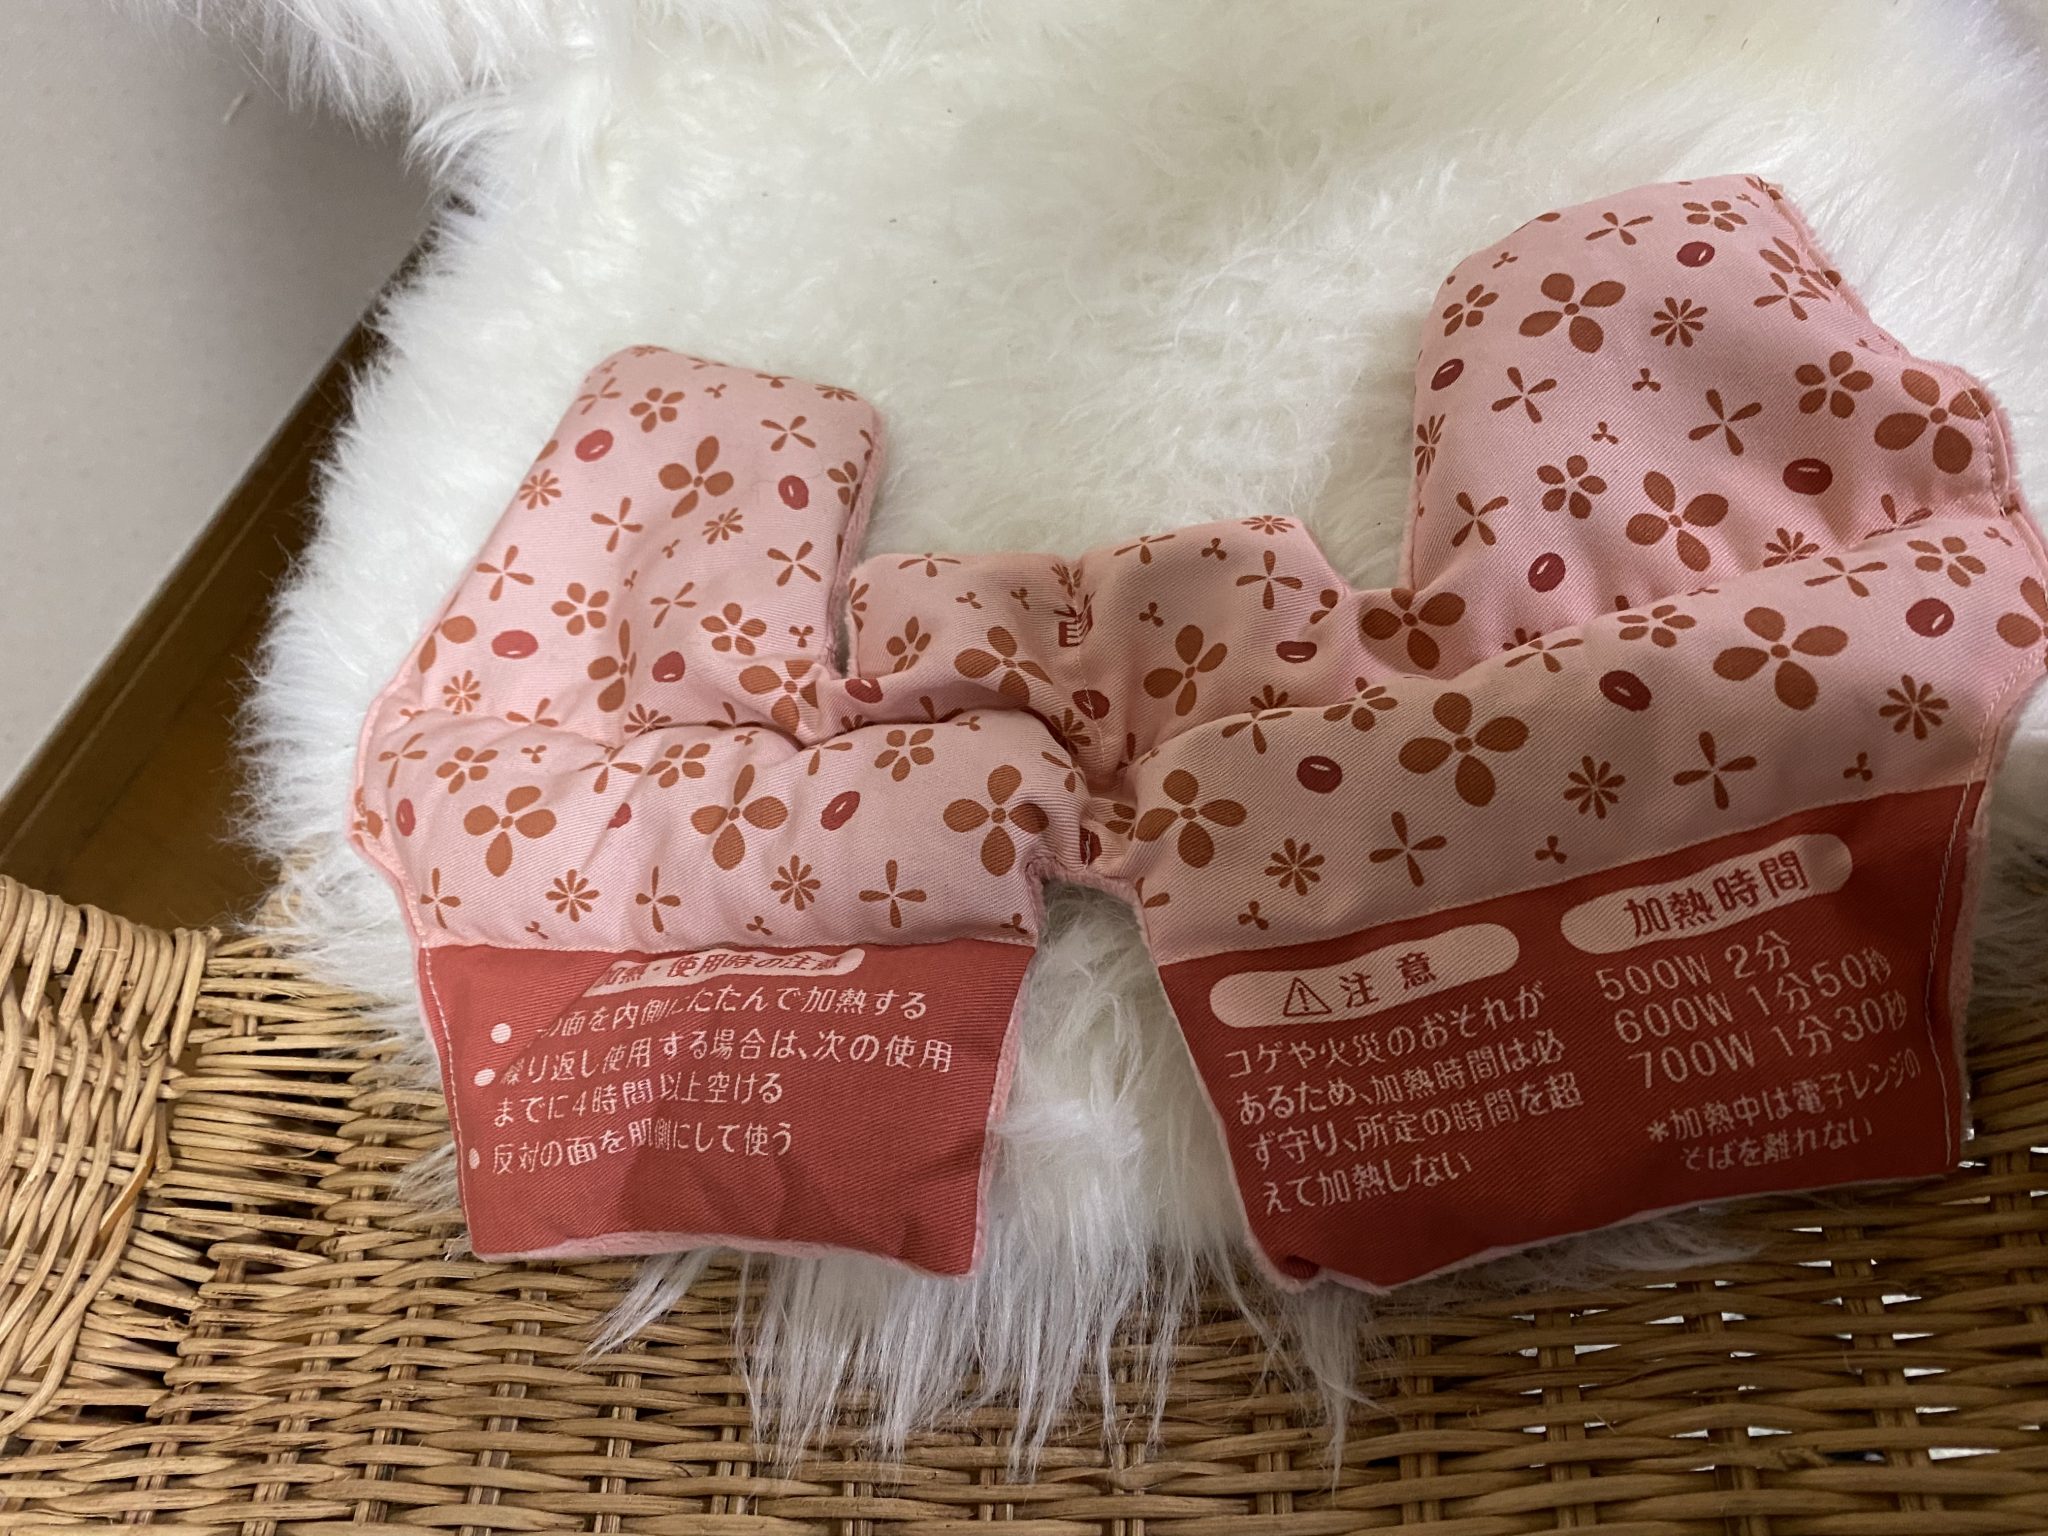 加熱・使用時の注意
の面を内側にたたんで加熱する
繰り返し使用する場合は、次の使用
までに4時間以上空ける
反対の面を肌側にして使う
注意
コゲや火災のおそれが
あるため、加熱時間は必
ず守り、所定の時間を超
えて加熱しない
加熱時間
500W 2分
600W 1分50秒
700W 1分30秒
*加熱中は電子レンジの
そばを離れない